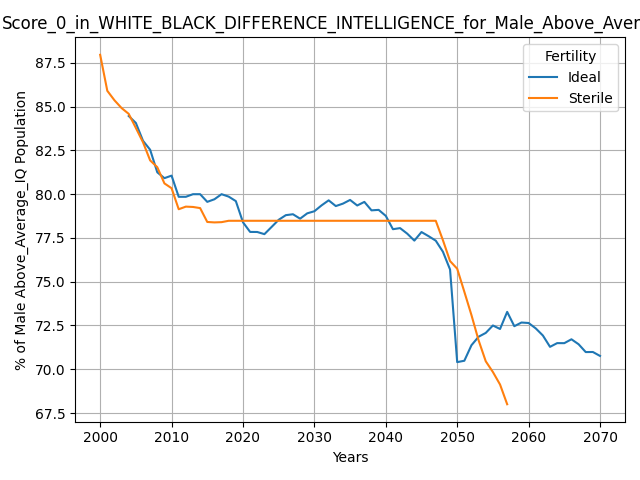 Score_0_in_WHITE_BLACK_DIFFERENCE_INTELLIGENCE_for_Male_Above_Aver
87.5
85.0
82.5
80.0
77.5
75.0
72.5
70.0
67.5
% of Male Above_Average_IQ Population
Fertility
Ideal
Sterile
2000 2010 2020 2030 2040 2050 2060 2070
Years